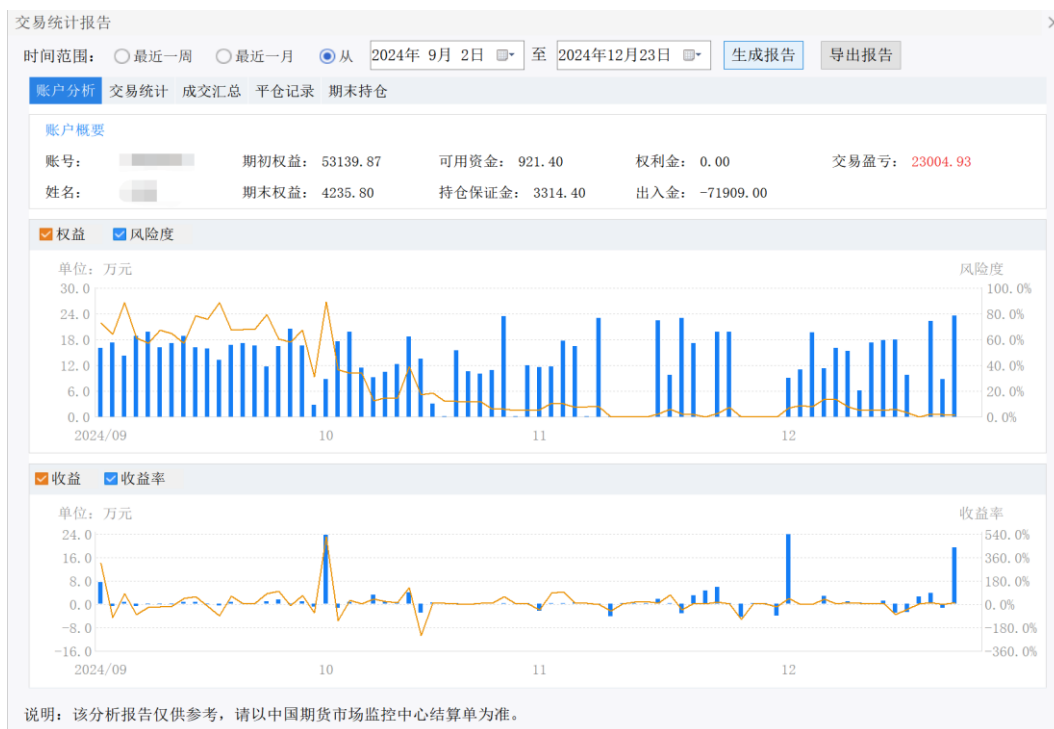 交易统计报告
时间范围： 最近一周 最近一月 从 2024年 9月 2日 至 2024年12月23日 生成报告 导出报告
账户分析 交易统计 成交汇总 平仓记录 期末持仓
账户概要
账号： 期初权益： 53139.87 可用资金： 921.40 权利金： 0.00 交易盈亏： 23004.93
姓名： 期末权益： 4235.80 持仓保证金： 3314.40 出入金： -71909.00
权益 风险度
单位：万元 风险度
30.0 100.0%
24.0 80.0%
18.0 60.0%
12.0 40.0%
6.0 20.0%
0.0 0.0%
2024/09 10 11 12
收益 收益率
单位：万元 收益率
24.0 540.0%
16.0 360.0%
8.0 180.0%
0.0 0.0%
-8.0 -180.0%
-16.0 -360.0%
2024/09 10 11 12
说明：该分析报告仅供参考，请以中国期货市场监控中心结算单为准。